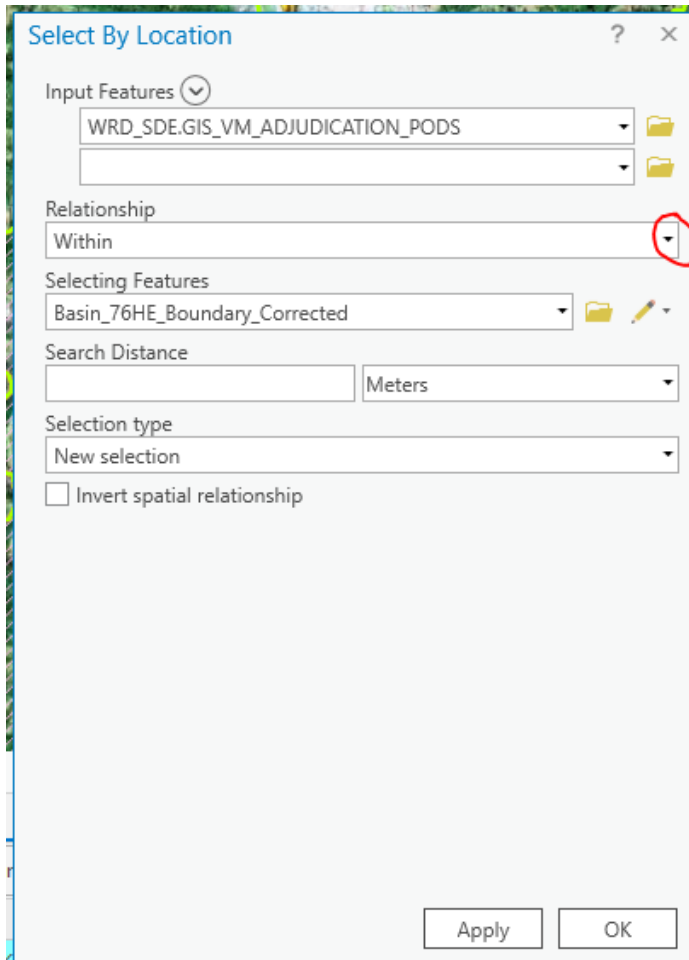 Select By Location ?
Input Features
WRD_SDE.GIS_VM_ADJUDICATION_PODS
Relationship
Within
Selecting Features
Basin_76HE_Boundary_Corrected
Search Distance
Meters
Selection type
New selection
Invert spatial relationship
Apply OK